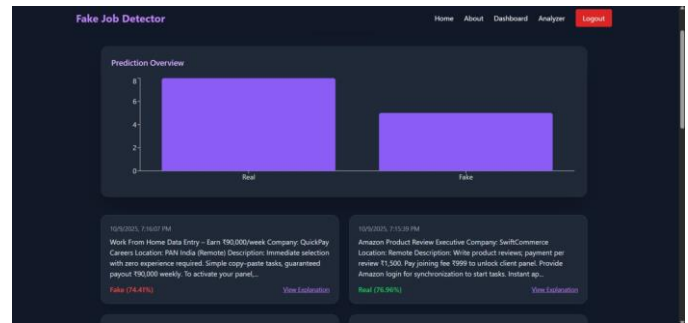 Fake Job Detector
Home About Dashboard Analyzer Logout
Prediction Overview
8
6
4
2
0
Real Fake
10/9/2025, 7:16:07 PM
Work From Home Data Entry – Earn ₹90,000/week Company: QuickPay
Careers Location: PAN India (Remote) Description: Immediate selection
with zero experience required. Simple copy-paste tasks, guaranteed
payout ₹90,000 weekly. To activate your panel,...
Fake (74.41%) View Explanation
10/9/2025, 7:15:39 PM
Amazon Product Review Executive Company: SwiftCommerce
Location: Remote Description: Write product reviews; payment per
review ₹1,500. Pay joining fee ₹999 to unlock client panel. Provide
Amazon login for synchronization to start tasks. Instant ap...
Real (76.96%) View Explanation